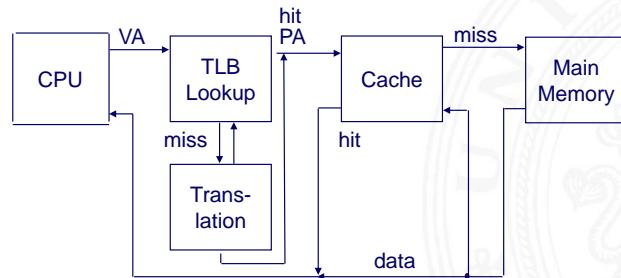 hit
VA
PA
miss
CPU
TLB
Lookup
Cache
Main
Memory
miss
hit
Trans-
lation
data
U N I
R U